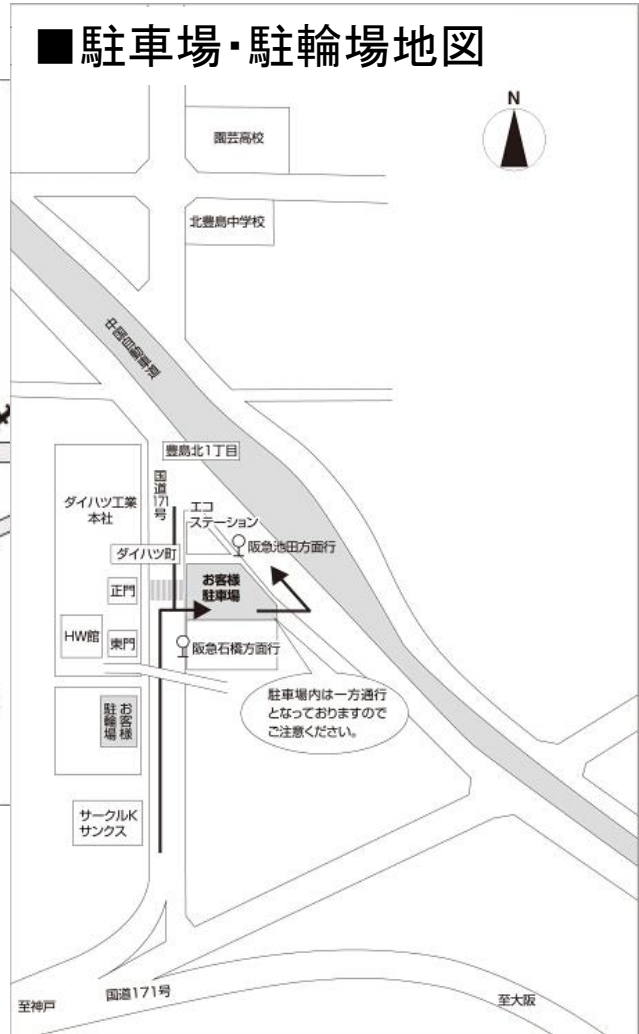 ■駐車場・駐輪場地図
N
園芸高校
北豊島中学校
中国自動車道
豊島北1丁目
国道171号
ダイハツ工業
本社
エコ
ステーション
ダイハツ町
阪急池田方面行
正門
お客様
駐車場
HW館
東門
阪急石橋方面行
駐車場内は一方通行
となっておりますので
ご注意ください。
お客様
駐輪場
サークルK
サンクス
至神戸
国道171号
至大阪